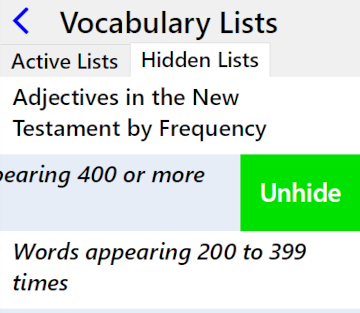 Vocabulary Lists
Active Lists Hidden Lists
Adjectives in the New
Testament by Frequency
400 or more
Unhide
Words appearing 200 to 399
times